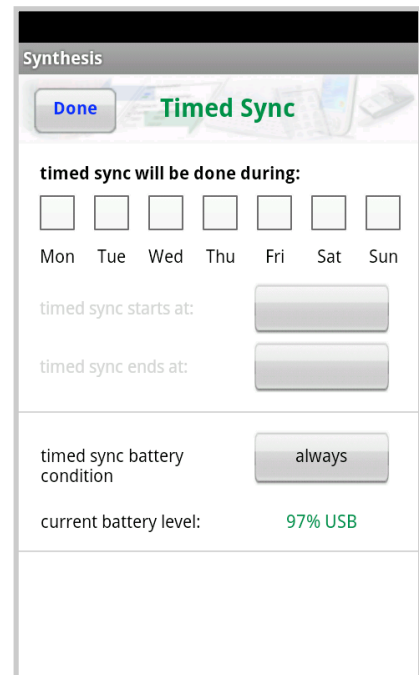 Synthesis
Done
Timed Sync
timed sync will be done during:
Mon Tue Wed Thu Fri Sat Sun
timed sync starts at:
timed sync ends at:
timed sync battery always
condition
current battery level: 97% USB